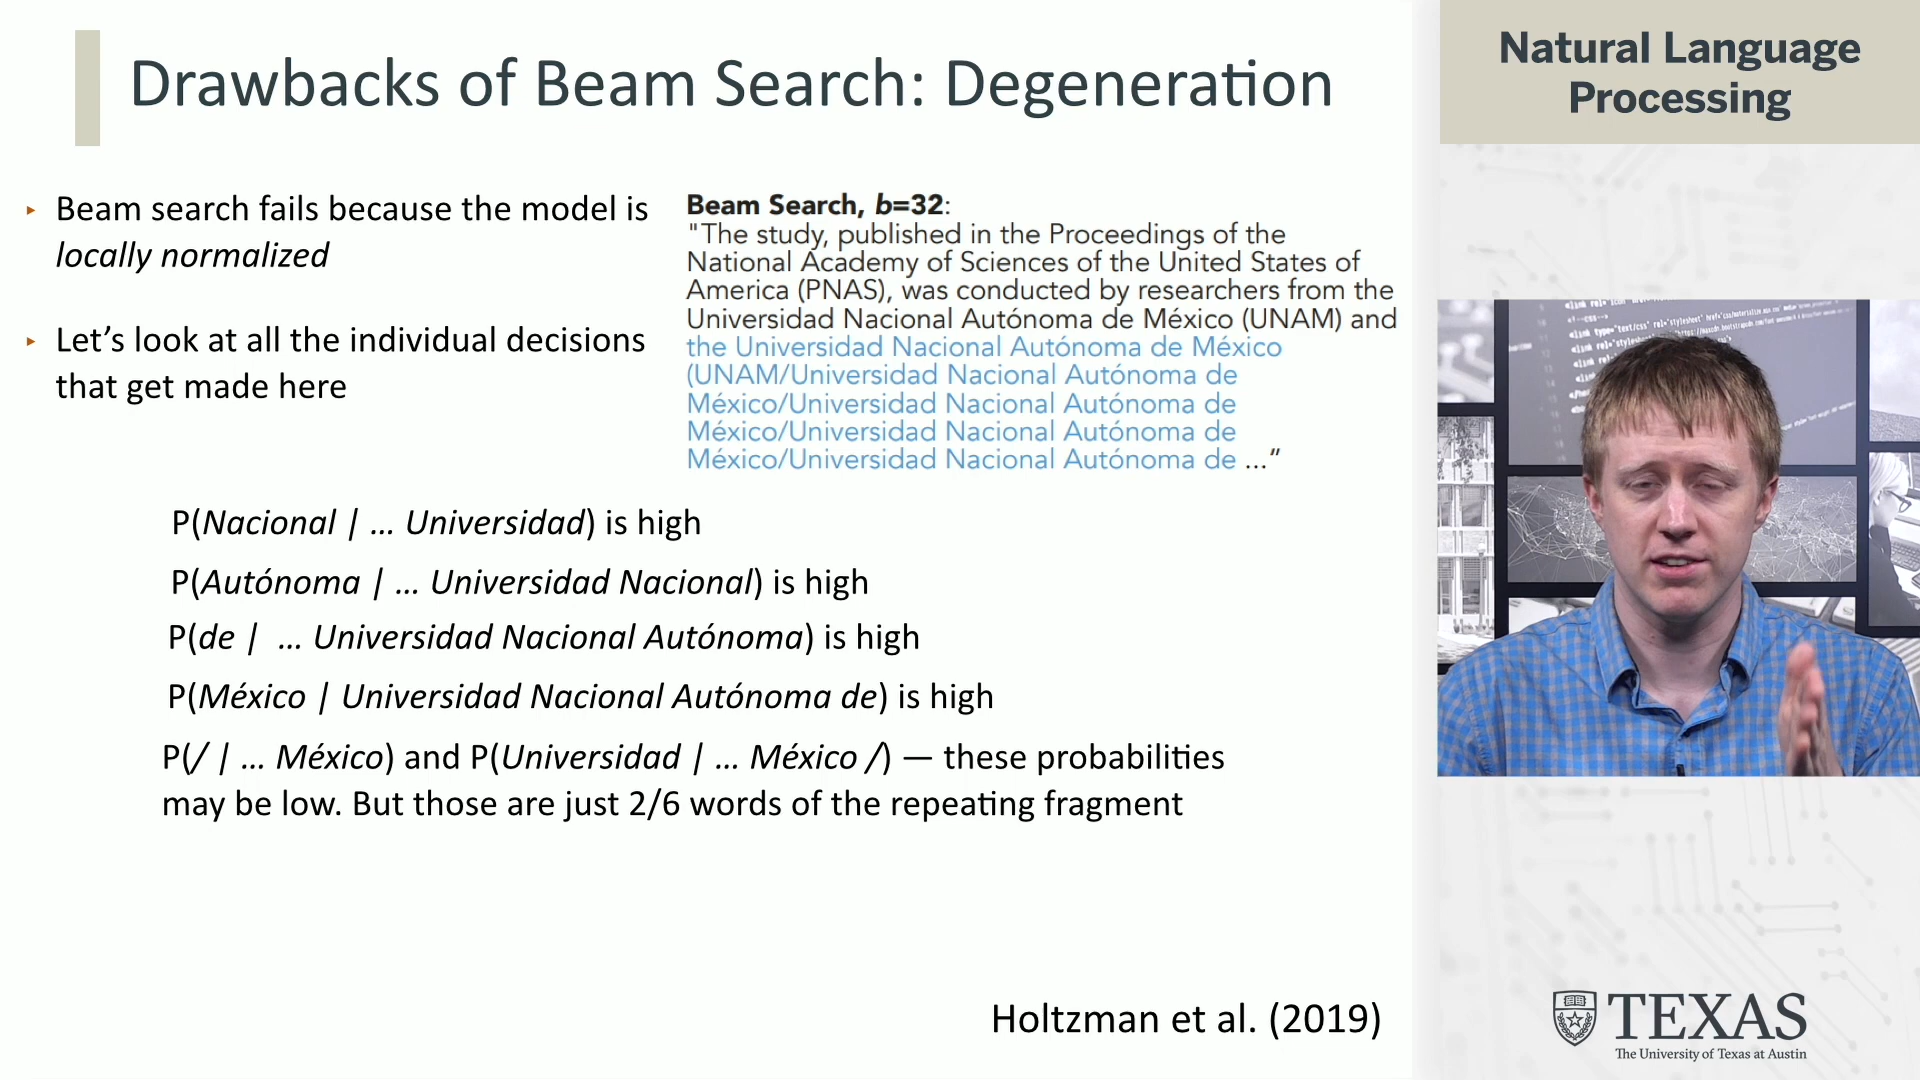 Drawbacks of Beam Search: Degeneration
Natural Language
Processing
▸ Beam search fails because the model is
locally normalized
▸ Let's look at all the individual decisions
that get made here
Beam Search, b=32:
"The study, published in the Proceedings of the
National Academy of Sciences of the United States of
America (PNAS), was conducted by researchers from the
Universidad Nacional Autónoma de México (UNAM) and
the Universidad Nacional Autónoma de México
(UNAM/Universidad Nacional Autónoma de
México/Universidad Nacional Autónoma de
México/Universidad Nacional Autónoma de
México/Universidad Nacional Autónoma de ..."
P(Nacional | ... Universidad) is high
P(Autónoma | ... Universidad Nacional) is high
P(de | ... Universidad Nacional Autónoma) is high
P(México | Universidad Nacional Autónoma de) is high
P(/ | ... México) and P(Universidad | ... México /) — these probabilities
may be low. But those are just 2/6 words of the repeating fragment
Holtzman et al. (2019)
TEXAS
The University of Texas at Austin